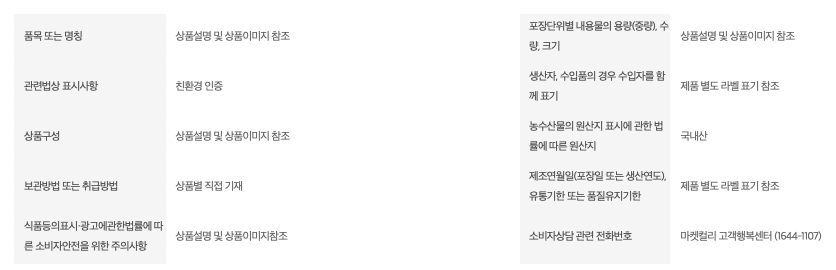 품목 또는 명칭
상품설명 및 상품이미지 참조
포장단위별 내용물의 용량(중량), 수
량, 크기
상품설명 및 상품이미지 참조
관련법상 표시사항
친환경 인증
생산자, 수입품의 경우 수입자를 함
께 표기
제품 별도 라벨 표기 참조
상품구성
상품설명 및 상품이미지 참조
농수산물의 원산지 표시에 관한 법
률에 따른 원산지
국내산
보관방법 또는 취급방법
상품별 직접 기재
제조연월일(포장일 또는 생산연도),
유통기한 또는 품질유지기한
제품 별도 라벨 표기 참조
식품등의표시·광고에관한법률에 따
른 소비자안전을 위한 주의사항
상품설명 및 상품이미지참조
소비자상담 관련 전화번호
마켓컬리 고객행복센터 (1644-1107)